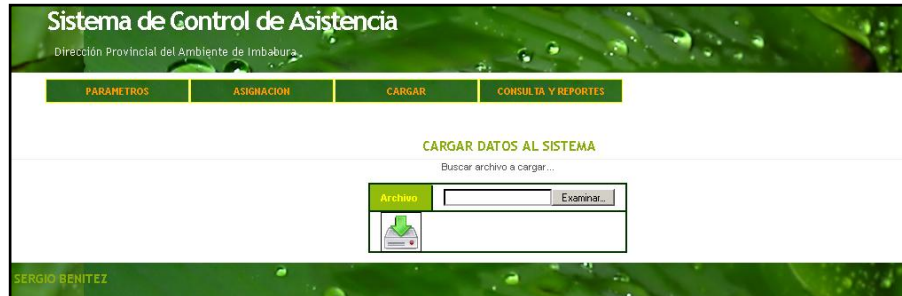 Sistema de Control de Asistencia
Dirección Provincial del Ambiente de Imbabura.
PARAMETROS ASIGNACION CARGAR CONSULTA Y REPORTES
CARGAR DATOS AL SISTEMA
Buscar archivo a cargar...
Archivo Examinar...
SERGIO BENITEZ